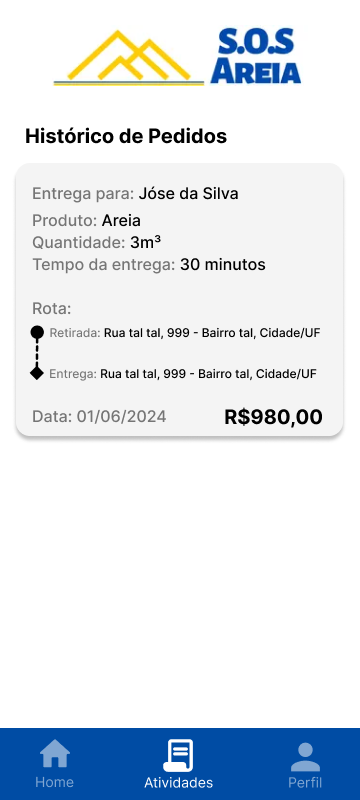 S.O.S
AREIA
Histórico de Pedidos
Entrega para: Jóse da Silva
Produto: Areia
Quantidade: 3m³
Tempo da entrega: 30 minutos
Rota:
Retirada: Rua tal tal, 999 - Bairro tal, Cidade/UF
Entrega: Rua tal tal, 999 - Bairro tal, Cidade/UF
Data: 01/06/2024 R$980,00
Home Atividades Perfil